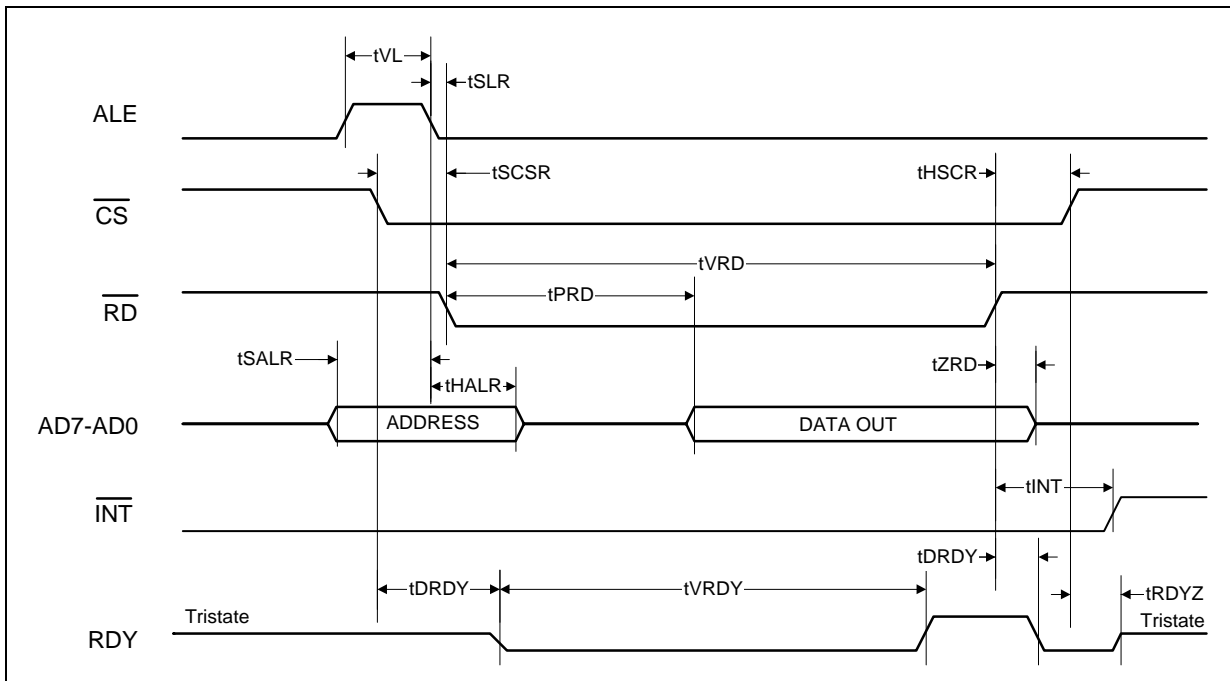 tVL
tSLR
ALE
tSCSR
tHSCR
CS
tVRD
RD
tPRD
tSALR
tZRD
tHALR
AD7-AD0
ADDRESS
DATA OUT
tINT
INT
tDRDY
tDRDY
tVRDY
tRDYZ
Tristate
Tristate
RDY